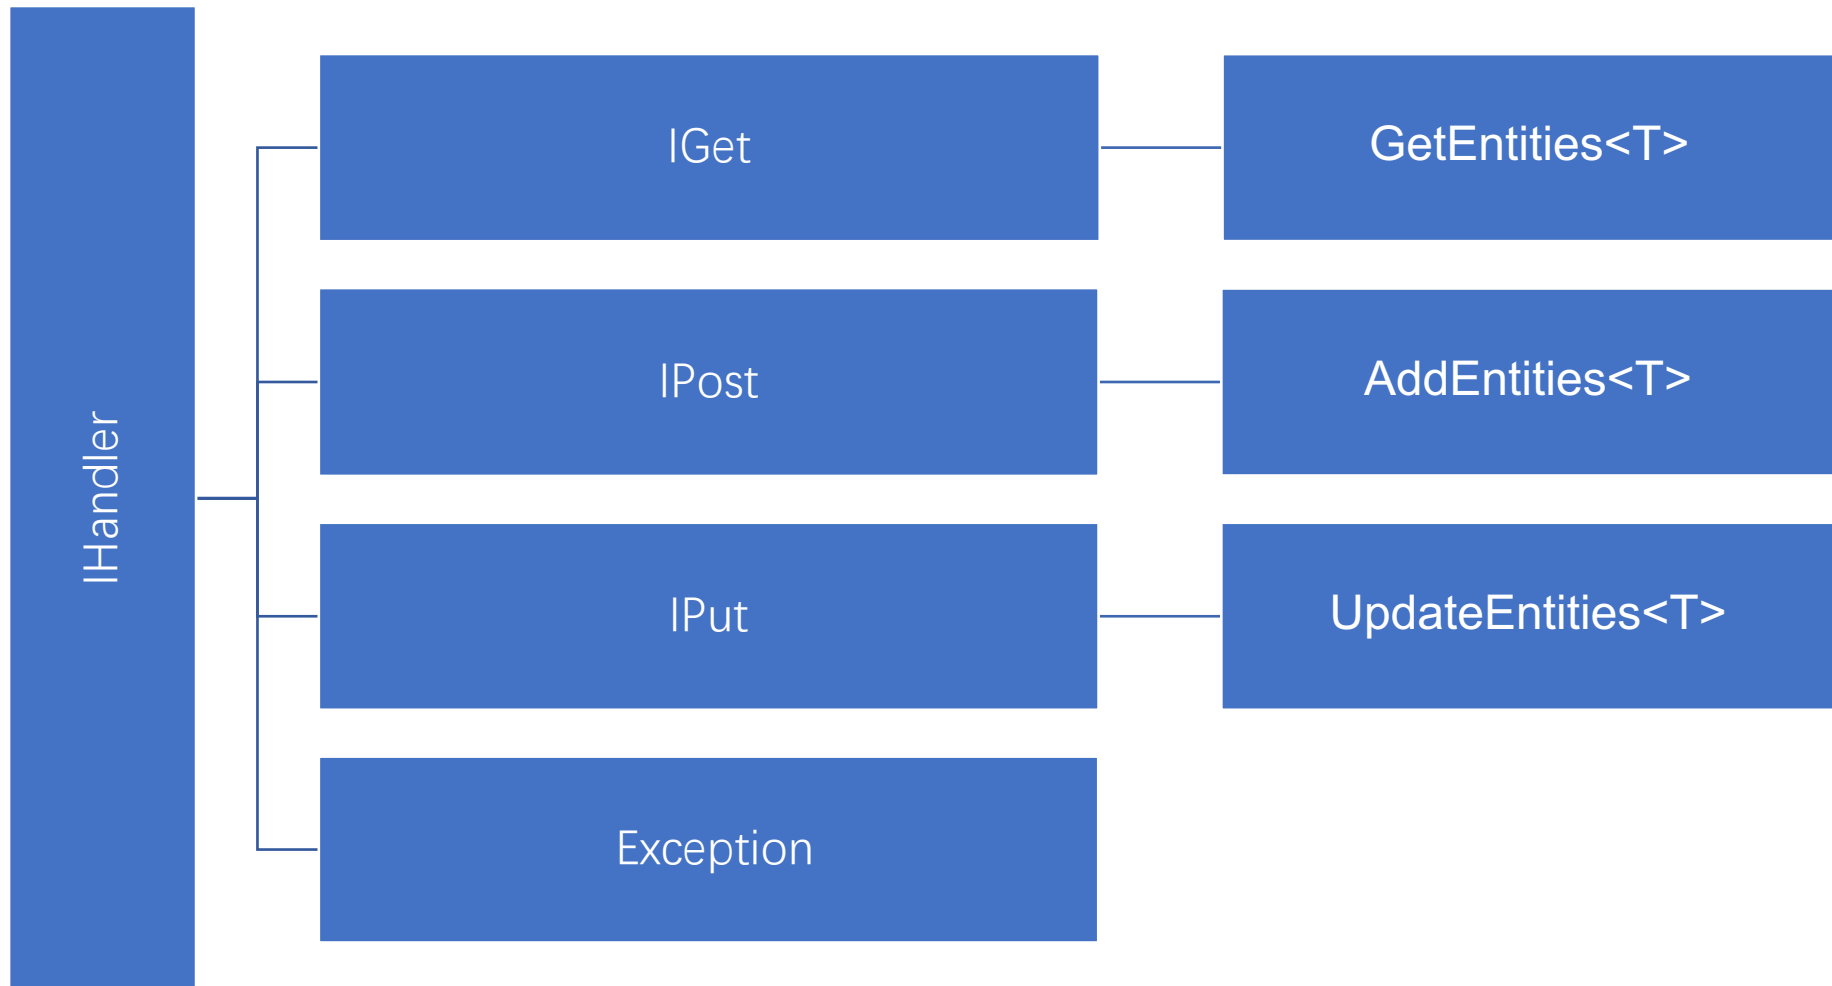 IHandler
IGet
GetEntities<T>
IPost
AddEntities<T>
IPut
UpdateEntities<T>
Exception